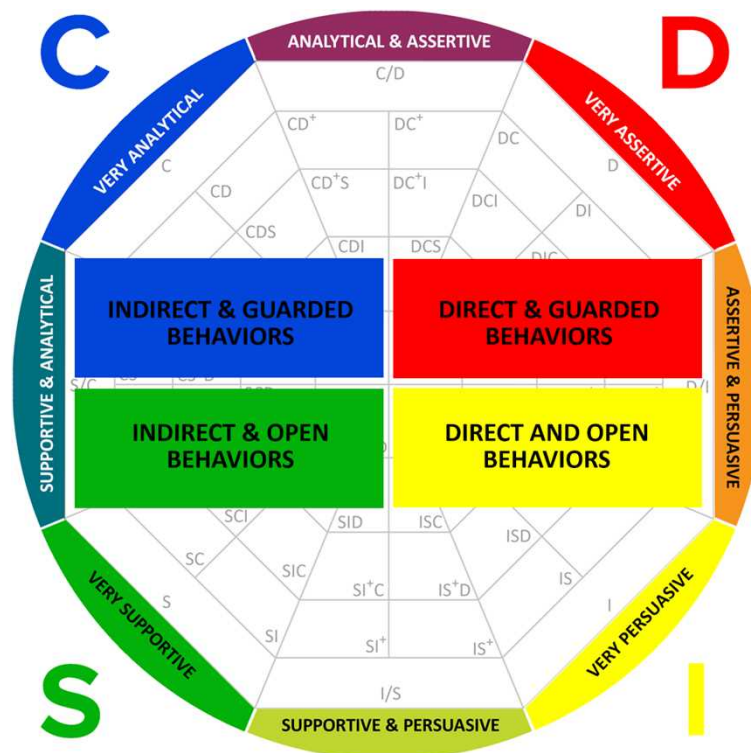 C
D
ANALYTICAL & ASSERTIVE
VERY ANALYTICAL
VERY ASSERTIVE
C/D
C
CD⁺
DC⁺
DC
D
CD
CD⁺S
DC⁺I
DCI
DI
CDS
CDI
DCS
DIC
INDIRECT & GUARDED
BEHAVIORS
DIRECT & GUARDED
BEHAVIORS
SUPPORTIVE & ANALYTICAL
ASSERTIVE & PERSUASIVE
S/C
D/I
INDIRECT & OPEN
BEHAVIORS
DIRECT AND OPEN
BEHAVIORS
SCI
SID
ISC
ISD
SC
SIC
SI⁺C
IS⁺D
IS
S
I
SI
SI⁺
IS⁺
I/S
VERY SUPPORTIVE
VERY PERSUASIVE
SUPPORTIVE & PERSUASIVE
S
I